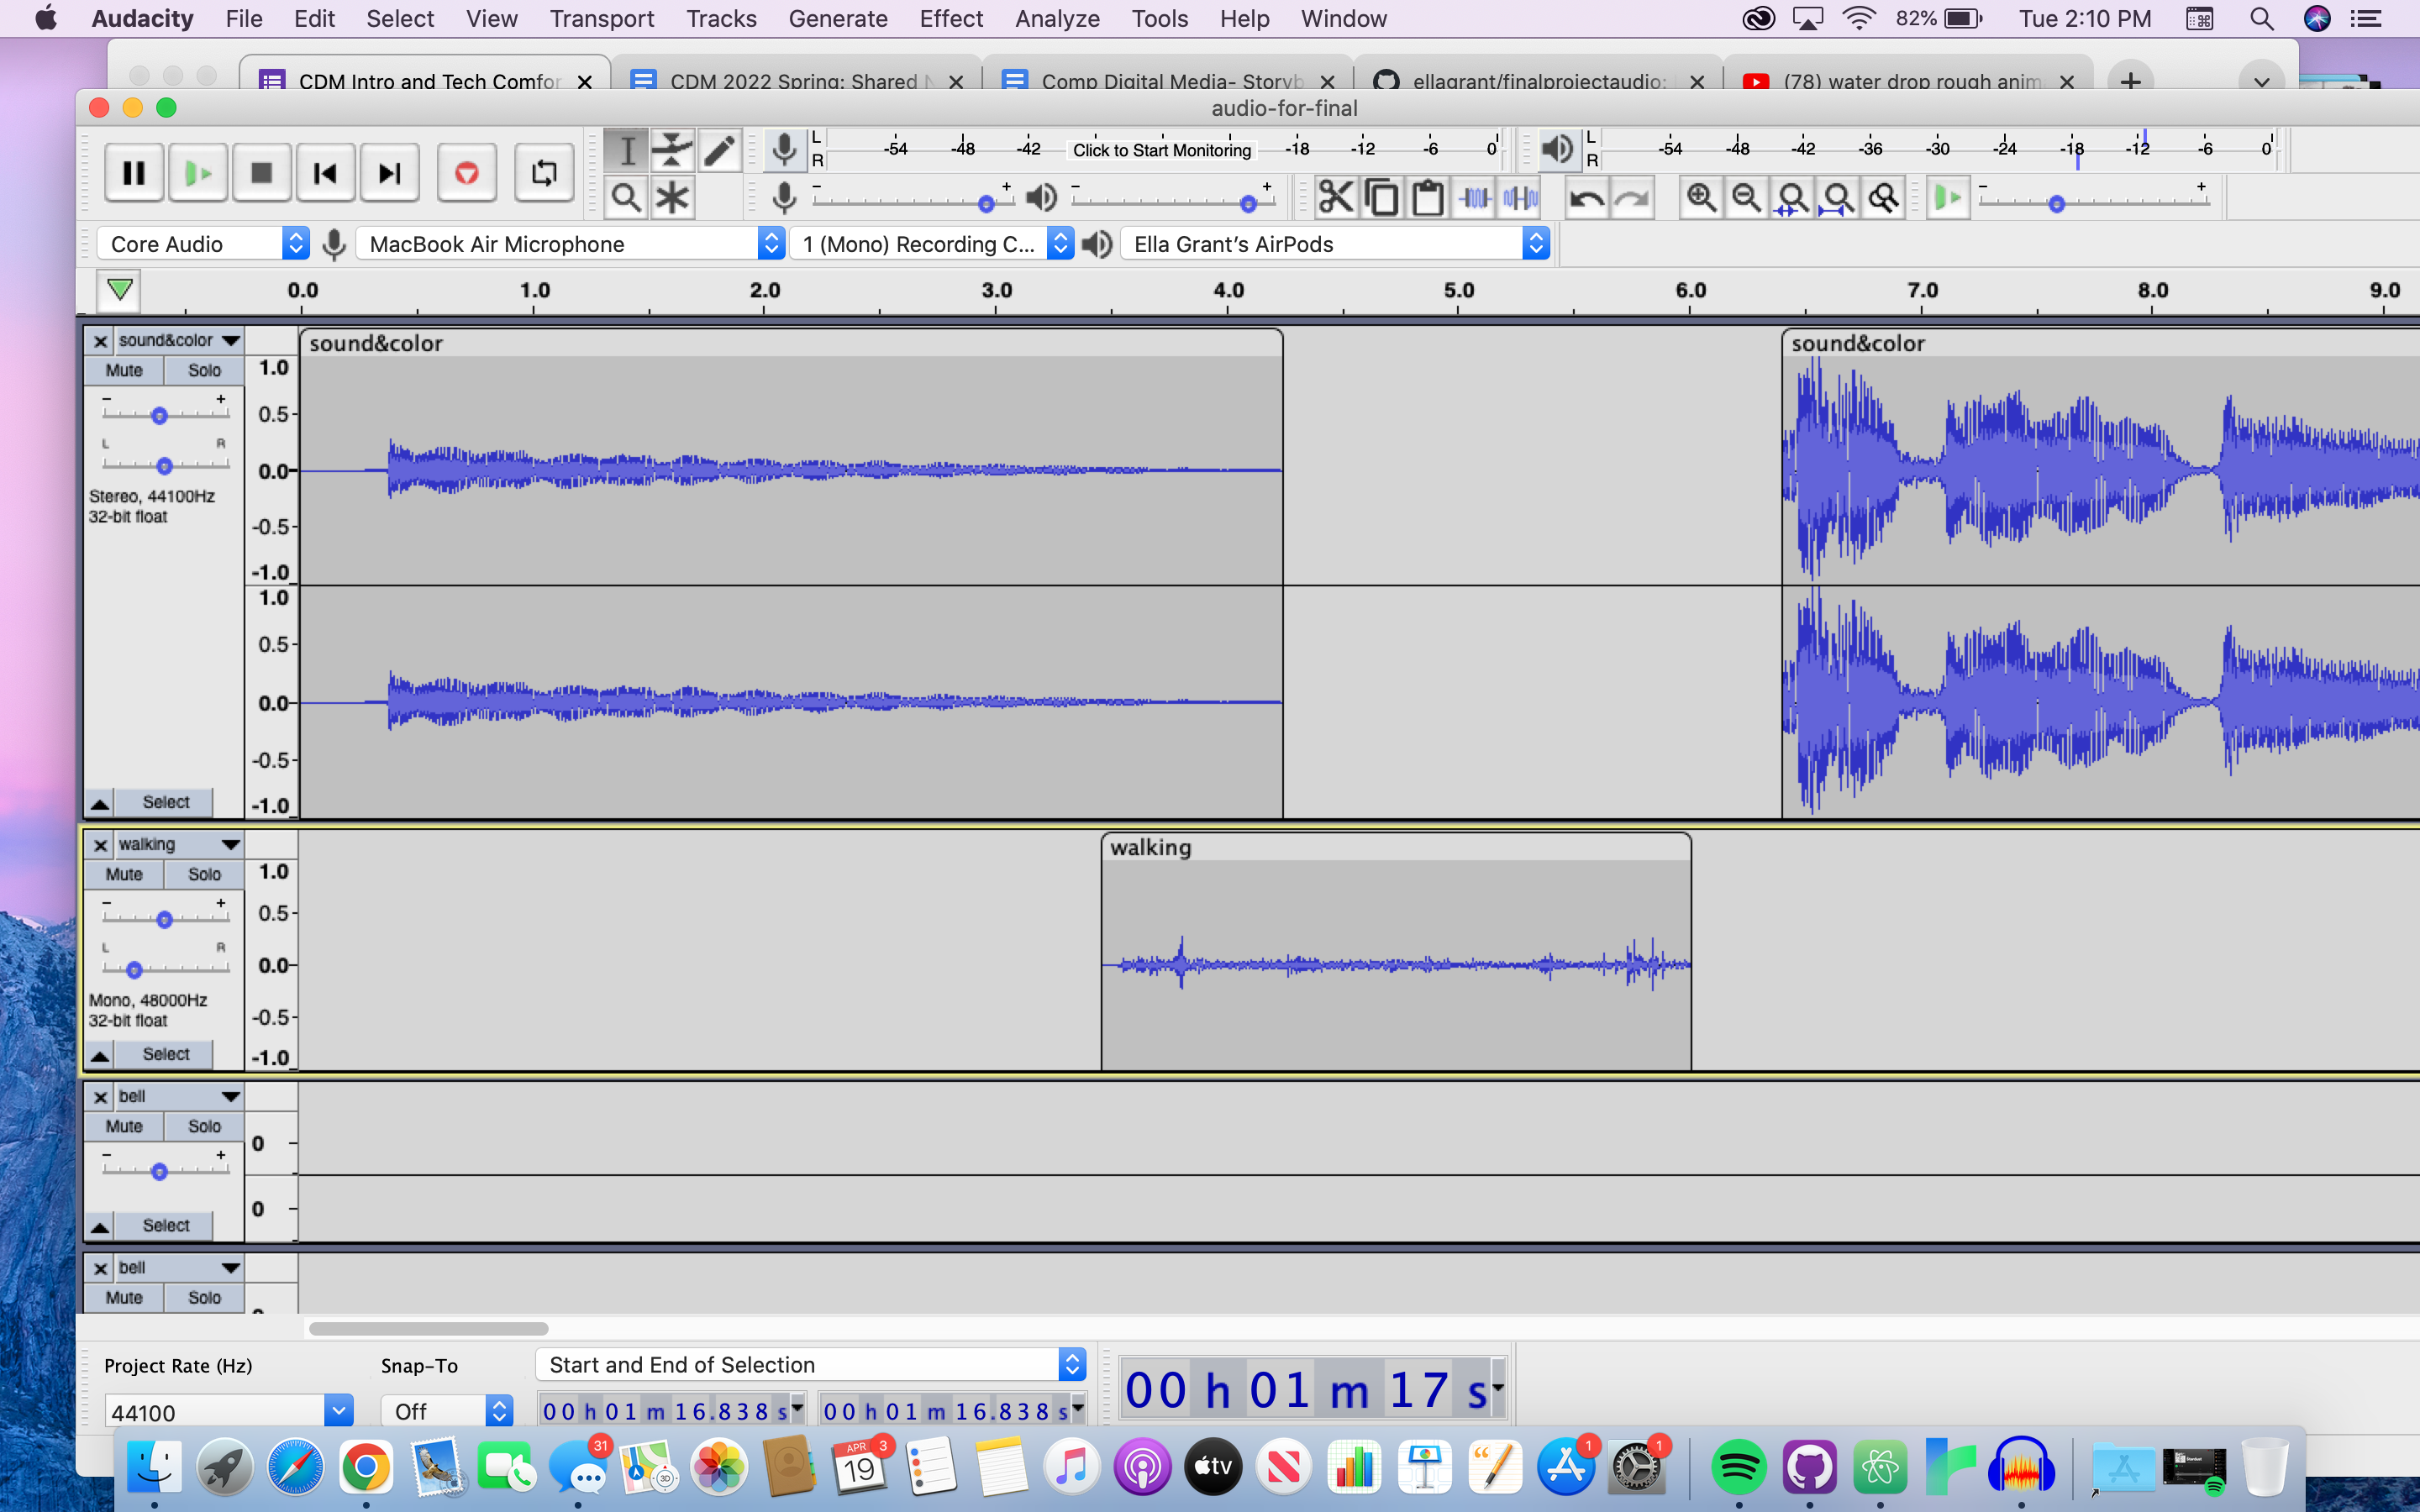 Audacity File Edit Select View Transport Tracks Generate Effect Analyze Tools Help Window 82% Tue 2:10 PM
CDM Intro and Tech Comfor CDM 2022 Spring: Shared N Comp Digital Media- Storyb ellagrant/finalprojectaudio: (78) water drop rough anim
audio-for-final
L -54 -48 -42 Click to Start Monitoring -18 -12 -6 0 L -54 -48 -42 -36 -30 -24 -18 -12 -6 0
R R
- + - + - +
Core Audio MacBook Air Microphone 1 (Mono) Recording C... Ella Grant's AirPods
0.0 1.0 2.0 3.0 4.0 5.0 6.0 7.0 8.0 9.0
sound&color sound&color sound&color
Mute Solo 1.0
- + 0.5
L R
0.0
Stereo, 44100Hz
32-bit float -0.5
-1.0
1.0
0.5
0.0
-0.5
Select -1.0
walking walking
Mute Solo 1.0
- + 0.5
L R
0.0
Mono, 48000Hz
32-bit float -0.5
Select -1.0
bell
Mute Solo 0
- +
Select 0
bell
Mute Solo
Project Rate (Hz) Snap-To Start and End of Selection
44100 Off 00 h 01 m 16.838 s 00 h 01 m 16.838 s 00 h 01 m 17 s
31 3D APR 19 3 tv 1 1